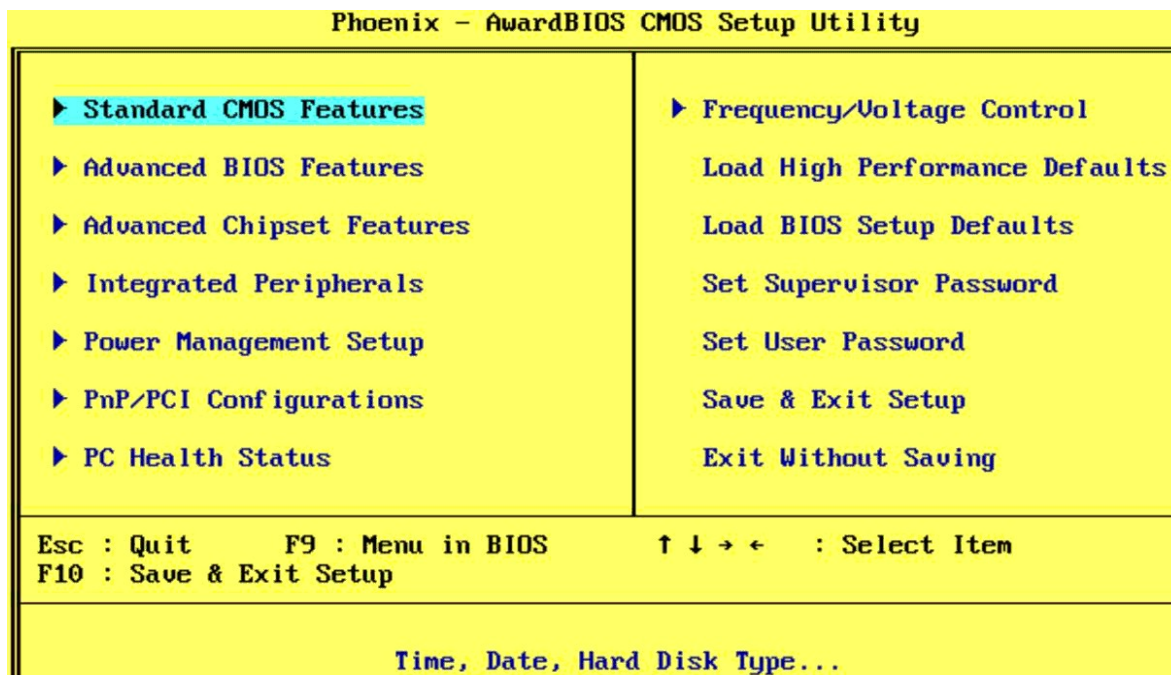 Phoenix - AwardBIOS CMOS Setup Utility
Standard CMOS Features
Advanced BIOS Features
Advanced Chipset Features
Integrated Peripherals
Power Management Setup
PnP/PCI Configurations
PC Health Status
Frequency/Voltage Control
Load High Performance Defaults
Load BIOS Setup Defaults
Set Supervisor Password
Set User Password
Save & Exit Setup
Exit Without Saving
Esc : Quit F9 : Menu in BIOS ↑ ↓ → ← : Select Item
F10 : Save & Exit Setup
Time, Date, Hard Disk Type...